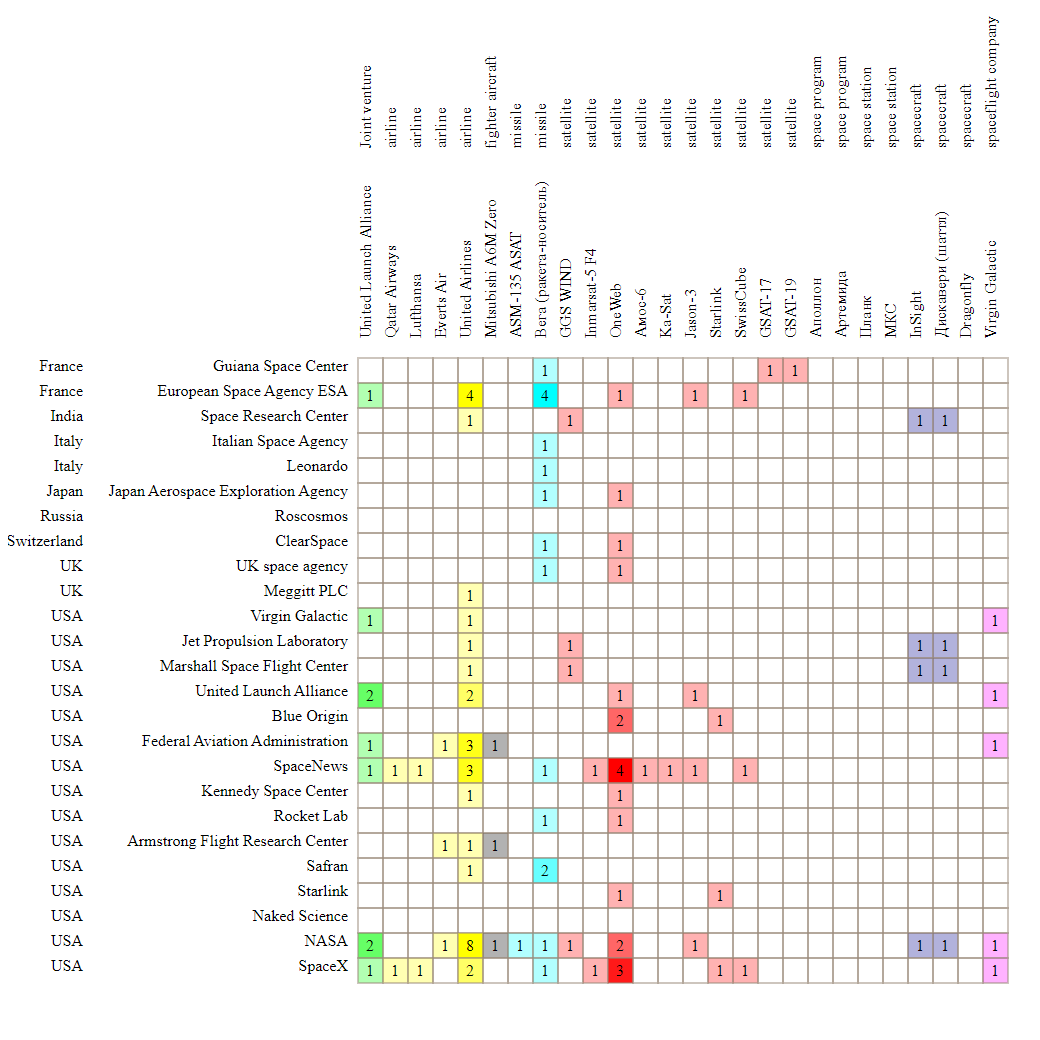 Joint venture
airline
airline
airline
airline
fighter aircraft
missile
missile
satellite
satellite
satellite
satellite
satellite
satellite
satellite
satellite
satellite
satellite
space program
space program
space station
space station
spacecraft
spacecraft
spacecraft
spaceflight company
United Launch Alliance
Qatar Airways
Lufthansa
Everts Air
United Airlines
Mitsubishi A6M Zero
ASM-135 ASAT
Вега (ракета-носитель)
GGS WIND
Inmarsat-5 F4
OneWeb
Амос-6
Ka-Sat
Jason-3
Starlink
SwissCube
GSAT-17
GSAT-19
Аполлон
Артемида
Планк
МКС
InSight
Дискавери (шаттл)
Dragonfly
Virgin Galactic
France Guiana Space Center 1 1 1
France European Space Agency ESA 1 4 4 1 1 1
India Space Research Center 1 1 1 1
Italy Italian Space Agency 1
Italy Leonardo 1
Japan Japan Aerospace Exploration Agency 1 1
Russia Roscosmos
Switzerland ClearSpace 1 1
UK UK space agency 1 1
UK Meggitt PLC 1
USA Virgin Galactic 1 1 1
USA Jet Propulsion Laboratory 1 1 1 1
USA Marshall Space Flight Center 1 1 1 1
USA United Launch Alliance 2 2 1 1 1
USA Blue Origin 2 1
USA Federal Aviation Administration 1 1 3 1 1
USA SpaceNews 1 1 1 3 1 1 4 1 1 1 1
USA Kennedy Space Center 1 1
USA Rocket Lab 1 1
USA Armstrong Flight Research Center 1 1 1
USA Safran 1 2
USA Starlink 1 1
USA Naked Science
USA NASA 2 1 8 1 1 1 1 2 1 1 1 1
USA SpaceX 1 1 1 2 1 1 3 1 1 1